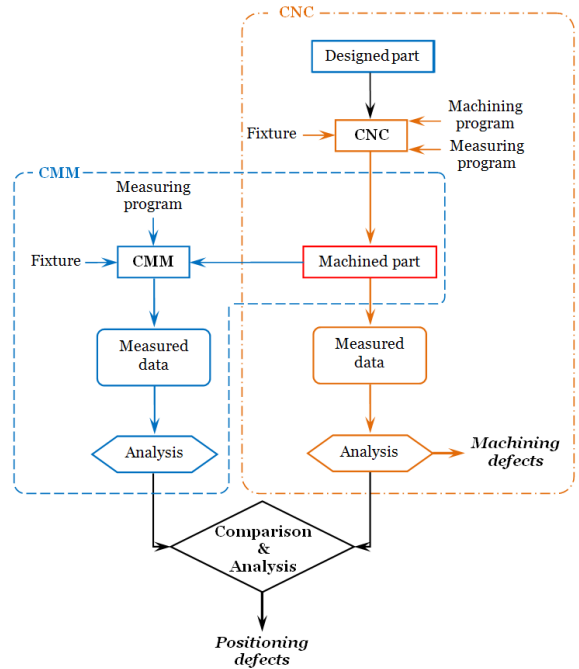 CNC
Designed part
Machining
program
Fixture
CNC
Measuring
program
CMM
Measuring
program
Fixture
CMM
Machined part
Measured
data
Measured
data
Analysis
Analysis
Machining
defects
Comparison
&
Analysis
Positioning
defects